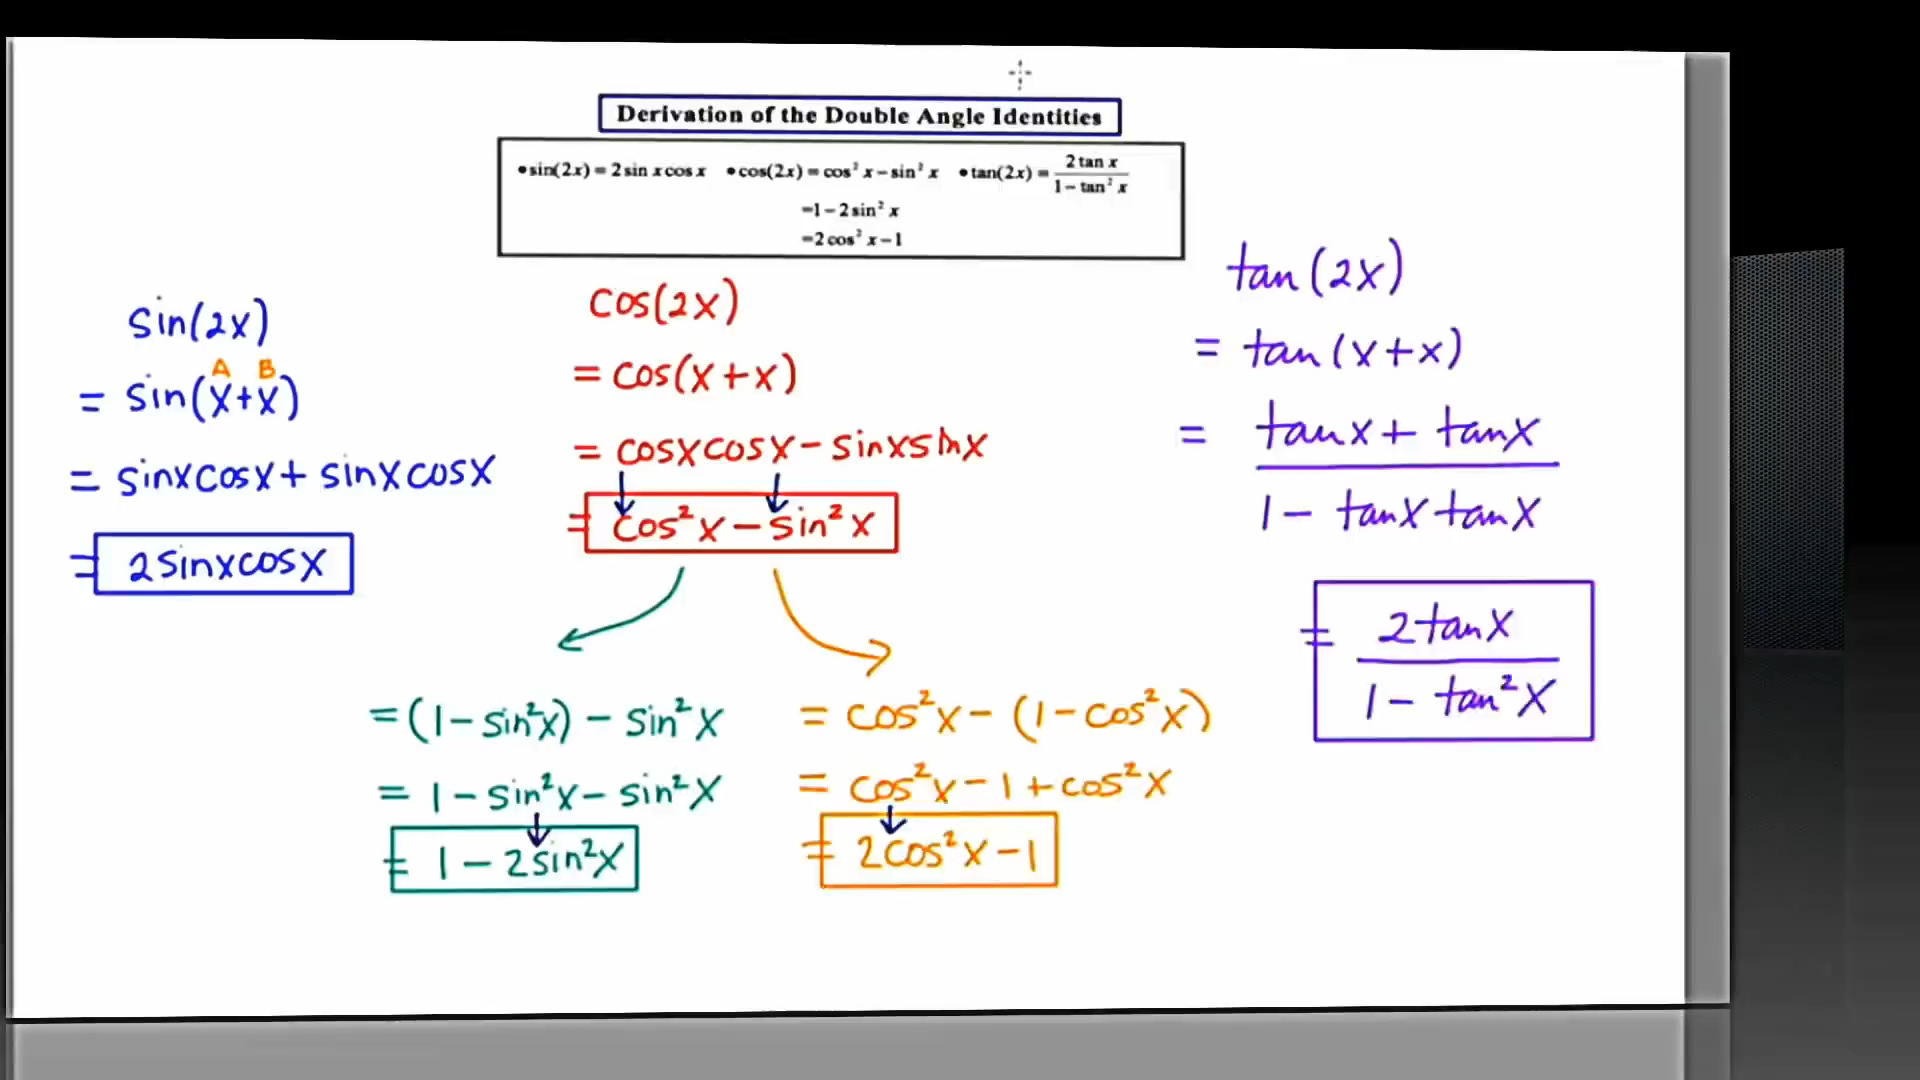 Derivation of the Double Angle Identities
•sin(2x) = 2 sin x cos x •cos(2x) = cos² x − sin² x •tan(2x) = 2 tan x / 1 − tan² x
=1 − 2 sin² x
=2 cos² x − 1
sin(2x)
A B
= sin(x+x)
= sinxcosx + sinxcosx
= 2sinxcosx
cos(2x)
= cos(x+x)
= cosxcosx − sinxsinx
= cos²x − sin²x
= (1−sin²x) − sin²x
= 1 − sin²x − sin²x
= 1 − 2sin²x
= cos²x − (1−cos²x)
= cos²x − 1 + cos²x
= 2cos²x − 1
tan(2x)
= tan(x+x)
= tanx + tanx
1 − tanxtanx
= 2tanx
1 − tan²x